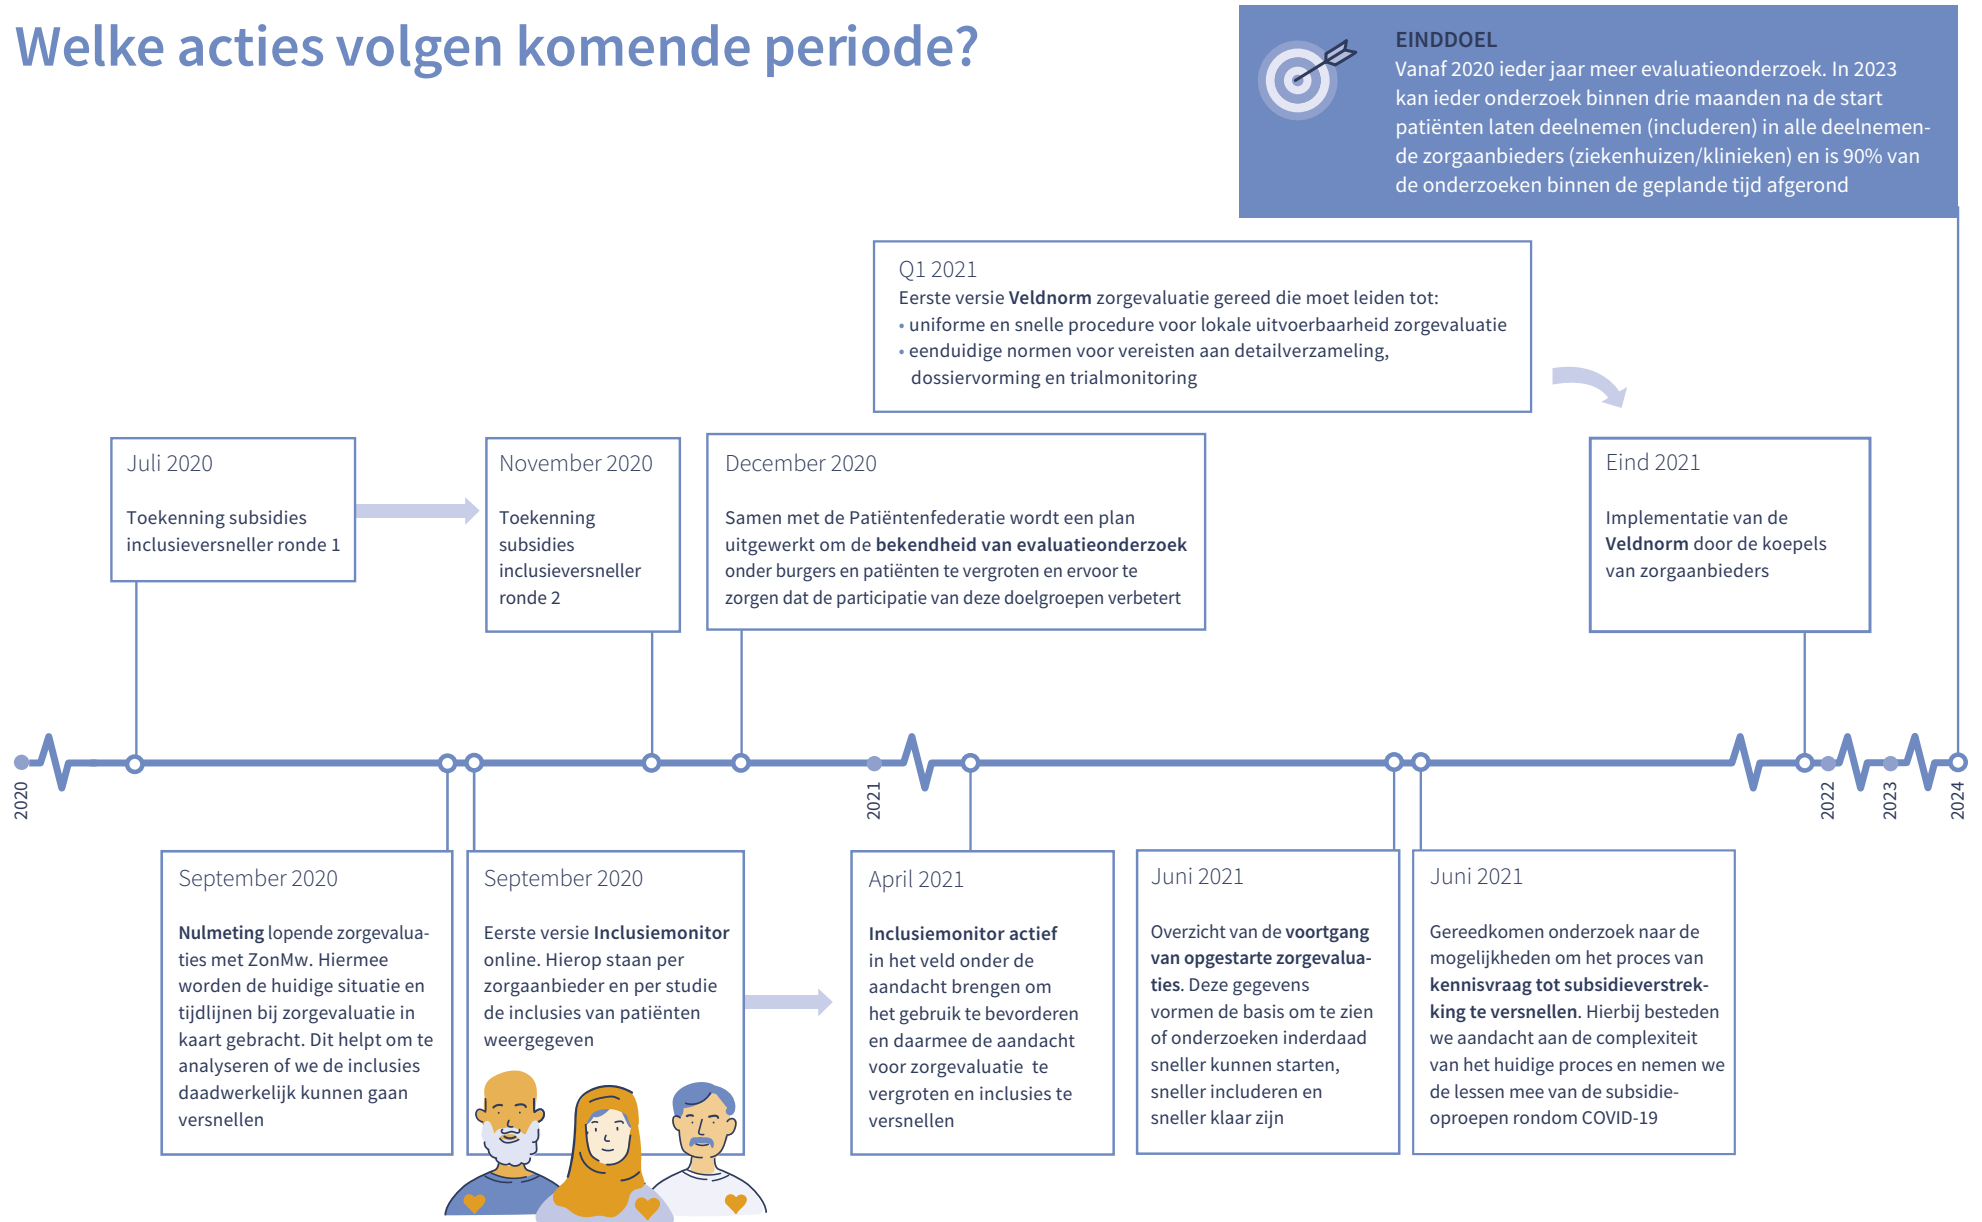 Welke acties volgen komende periode?
EINDDOEL
Vanaf 2020 ieder jaar meer evaluatieonderzoek. In 2023
kan ieder onderzoek binnen drie maanden na de start
patiënten laten deelnemen (includeren) in alle deelnemen-
de zorgaanbieders (ziekenhuizen/klinieken) en is 90% van
de onderzoeken binnen de geplande tijd afgerond
Q1 2021
Eerste versie Veldnorm zorgevaluatie gereed die moet leiden tot:
• uniforme en snelle procedure voor lokale uitvoerbaarheid zorgevaluatie
• eenduidige normen voor vereisten aan detailverzameling,
dossiervorming en trialmonitoring
Juli 2020
Toekenning subsidies
inclusieversneller ronde 1
November 2020
Toekenning
subsidies
inclusieversneller
ronde 2
December 2020
Samen met de Patiëntenfederatie wordt een plan
uitgewerkt om de bekendheid van evaluatieonderzoek
onder burgers en patiënten te vergroten en ervoor te
zorgen dat de participatie van deze doelgroepen verbetert
Eind 2021
Implementatie van de
Veldnorm door de koepels
van zorgaanbieders
2020
2021
2022
2023
2024
September 2020
Nulmeting lopende zorgevalua-
ties met ZonMw. Hiermee
worden de huidige situatie en
tijdlijnen bij zorgevaluatie in
kaart gebracht. Dit helpt om te
analyseren of we de inclusies
daadwerkelijk kunnen gaan
versnellen
September 2020
Eerste versie Inclusiemonitor
online. Hierop staan per
zorgaanbieder en per studie
de inclusies van patiënten
weergegeven
April 2021
Inclusiemonitor actief
in het veld onder de
aandacht brengen om
het gebruik te bevorderen
en daarmee de aandacht
voor zorgevaluatie te
vergroten en inclusies te
versnellen
Juni 2021
Overzicht van de voortgang
van opgestarte zorgevalua-
ties. Deze gegevens
vormen de basis om te zien
of onderzoeken inderdaad
sneller kunnen starten,
sneller includeren en
sneller klaar zijn
Juni 2021
Gereedkomen onderzoek naar de
mogelijkheden om het proces van
kennisvraag tot subsidieverstrek-
king te versnellen. Hierbij besteden
we aandacht aan de complexiteit
van het huidige proces en nemen we
de lessen mee van de subsidie-
oproepen rondom COVID-19